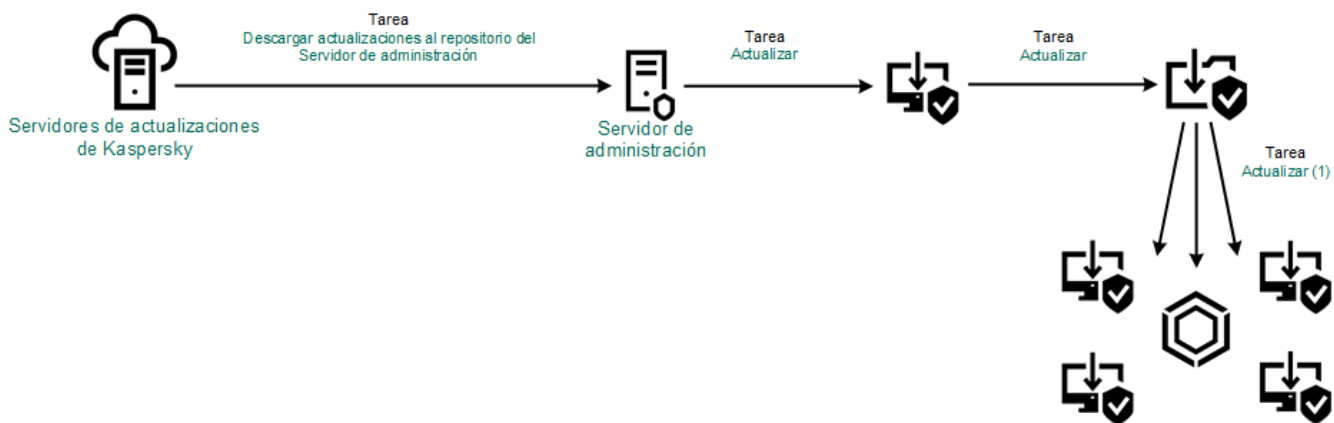 Tarea
Descargar actualizaciones al repositorio del
Servidor de administración
Tarea
Actualizar
Tarea
Actualizar
Servidores de actualizaciones
de Kaspersky
Servidor de
administración
Tarea
Actualizar (1)